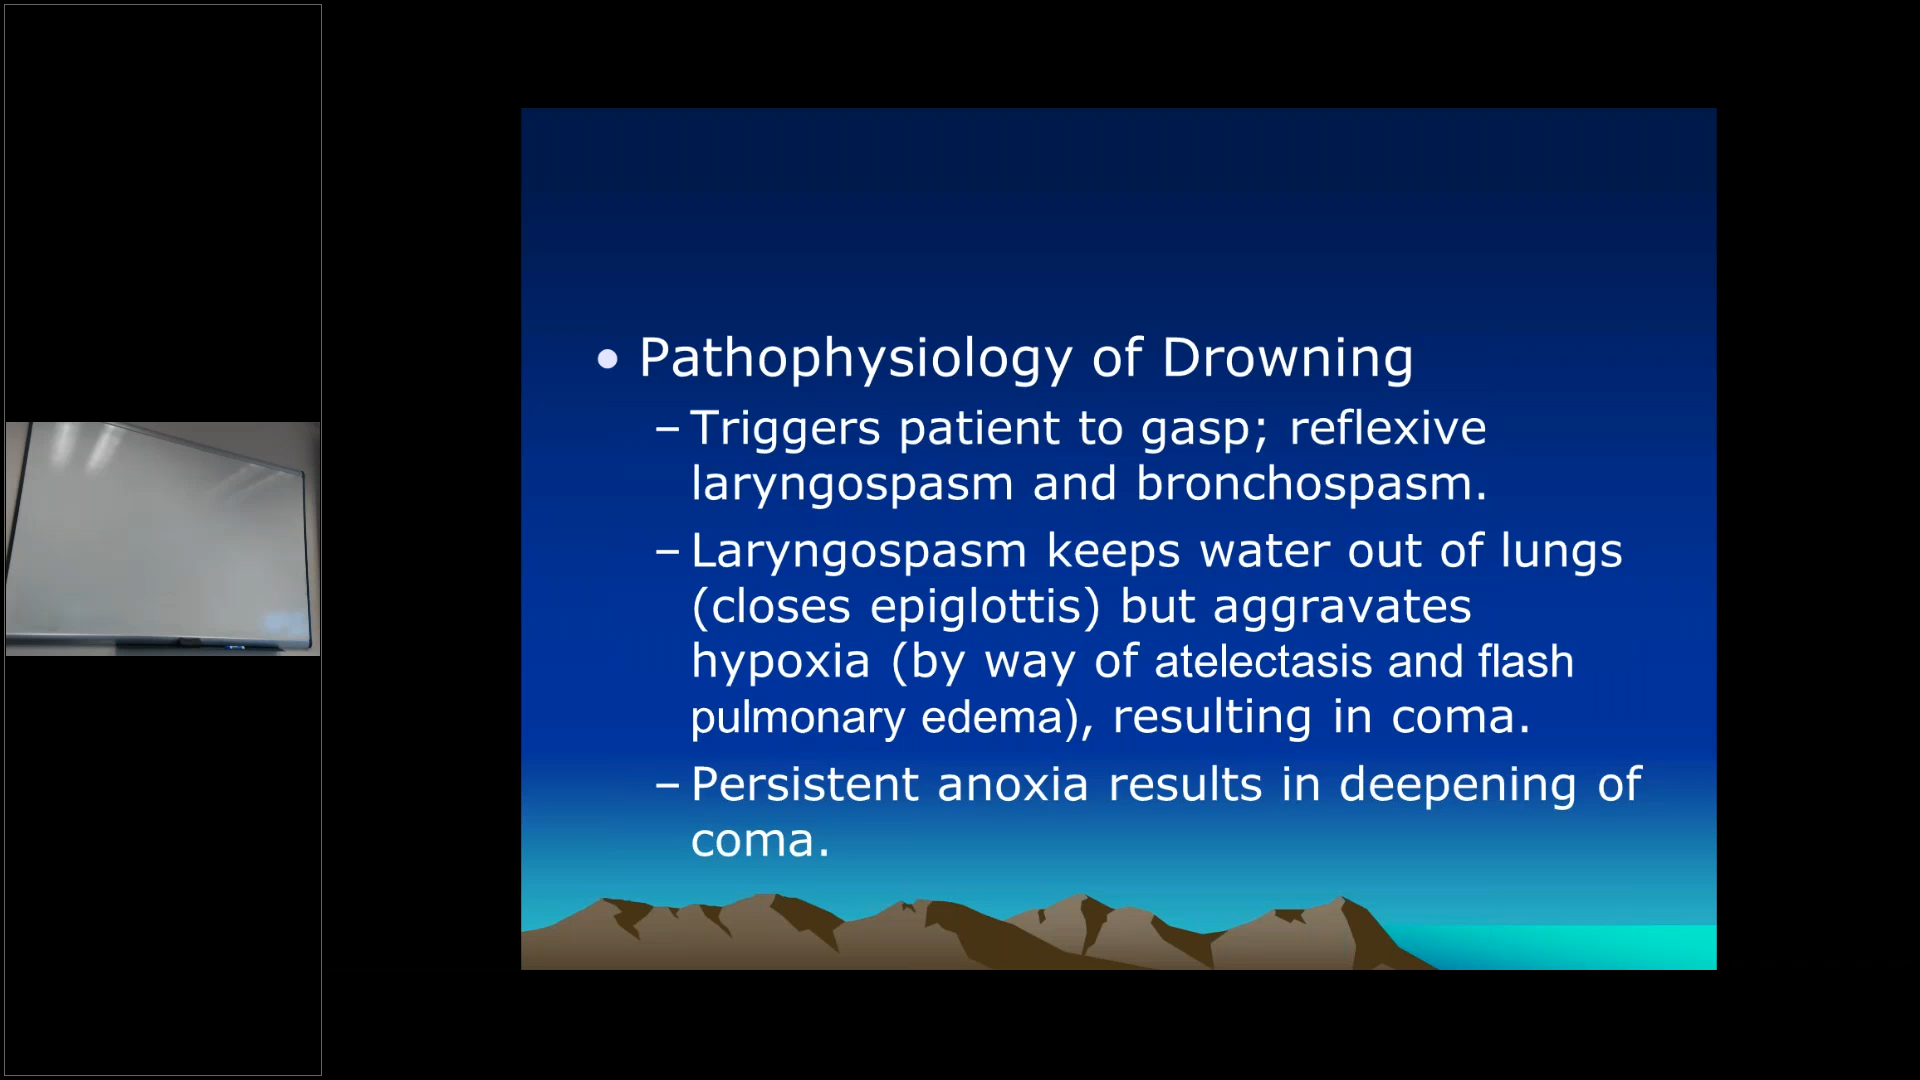 • Pathophysiology of Drowning
– Triggers patient to gasp; reflexive
laryngospasm and bronchospasm.
– Laryngospasm keeps water out of lungs
(closes epiglottis) but aggravates
hypoxia (by way of atelectasis and flash
pulmonary edema), resulting in coma.
– Persistent anoxia results in deepening of
coma.